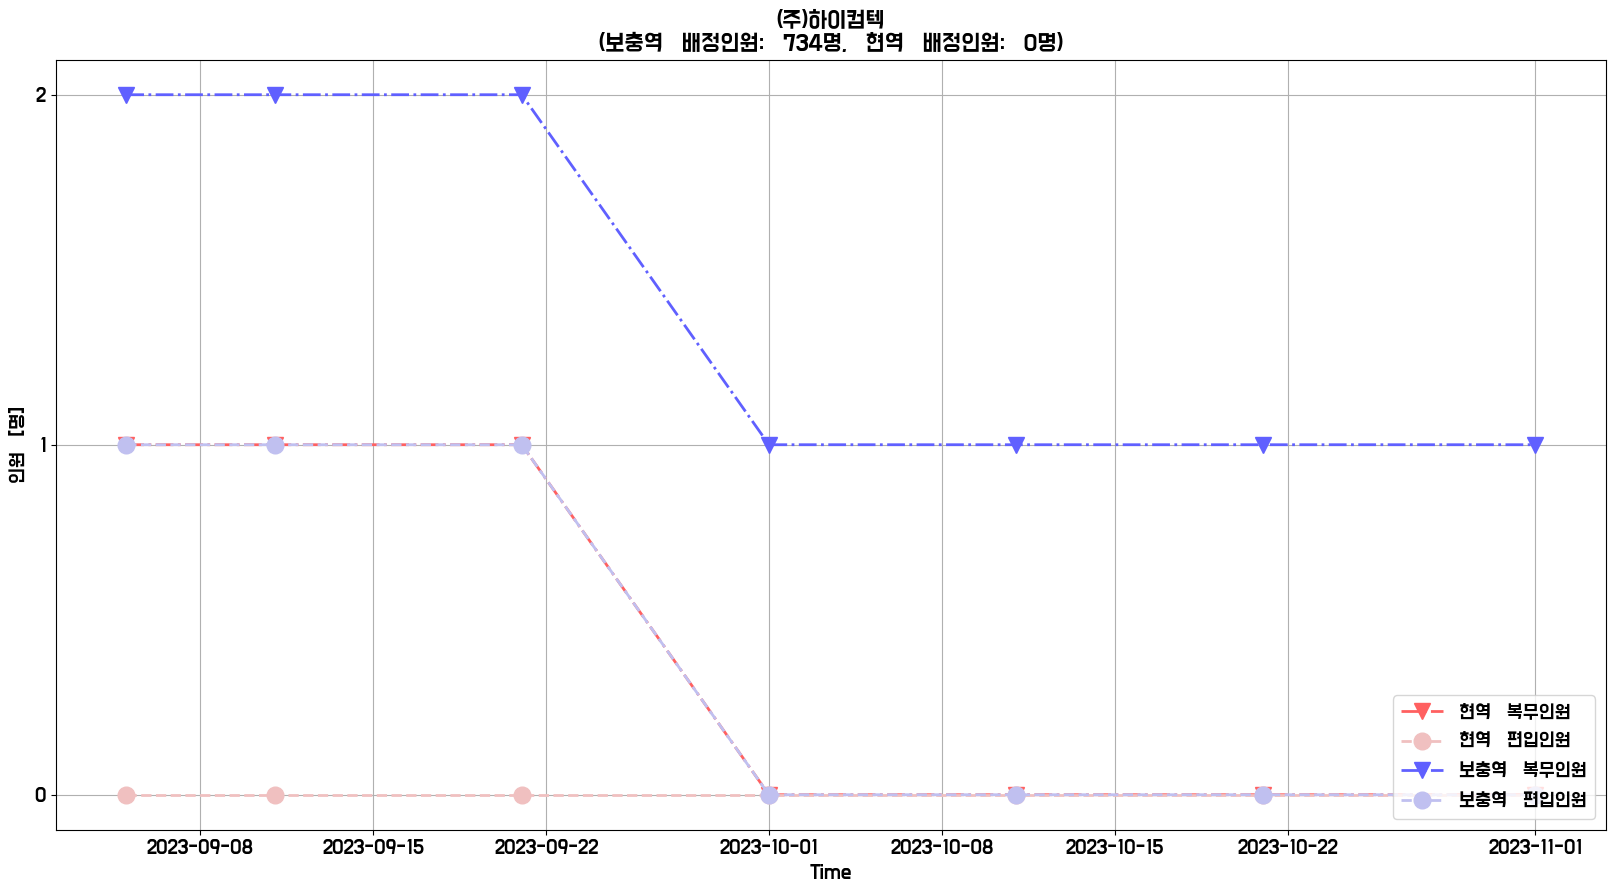 (주)하이컴텍
(보충역 배정인원: 734명, 현역 배정인원: 0명)
2
1
0
인원 [명]
2023-09-08 2023-09-15 2023-09-22 2023-10-01 2023-10-08 2023-10-15 2023-10-22 2023-11-01
Time
현역 복무인원
현역 편입인원
보충역 복무인원
보충역 편입인원